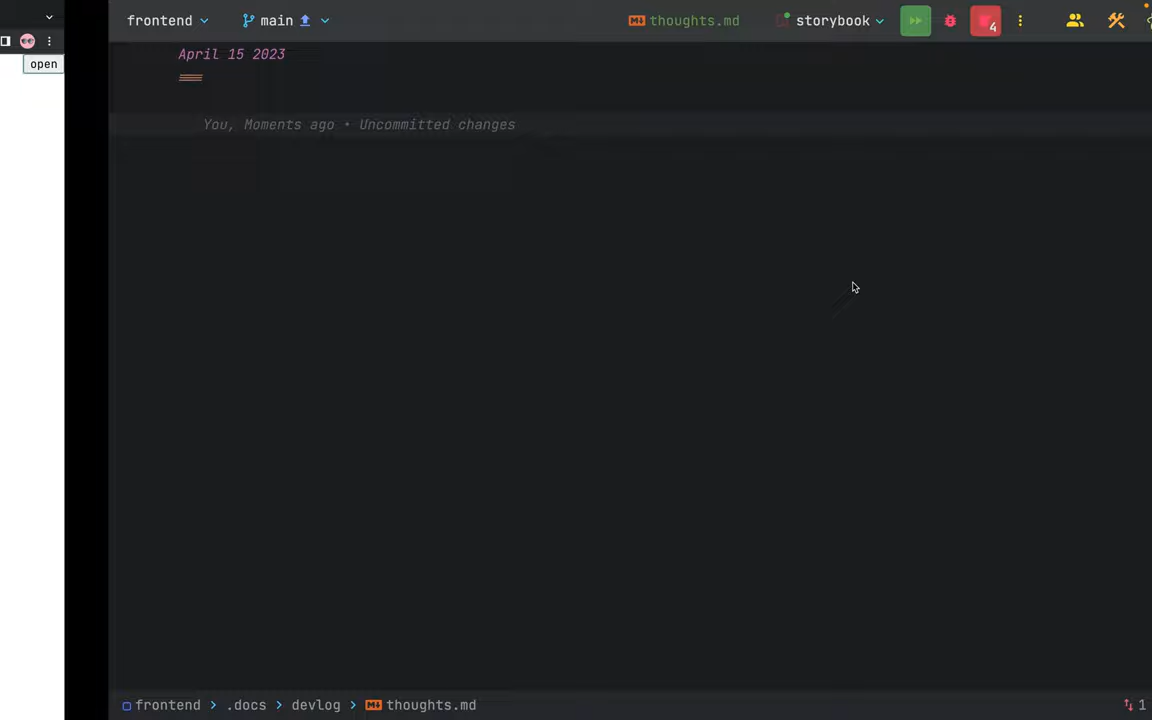 open
frontend
main
thoughts.md
storybook
4
April 15 2023
===
You, Moments ago • Uncommitted changes
frontend > .docs > devlog > thoughts.md
1